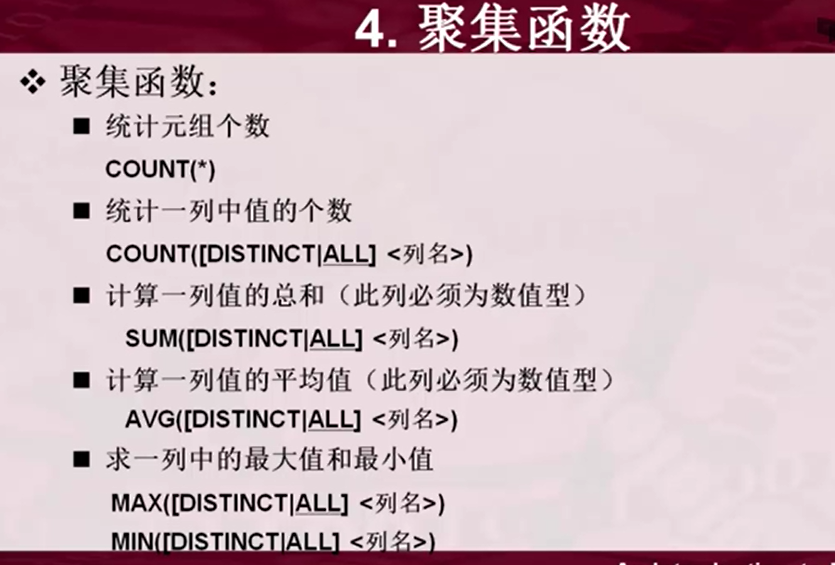 4. 聚集函数
❖ 聚集函数：
■ 统计元组个数
COUNT(*)
■ 统计一列中值的个数
COUNT([DISTINCT|ALL] <列名>)
■ 计算一列值的总和（此列必须为数值型）
SUM([DISTINCT|ALL] <列名>)
■ 计算一列值的平均值（此列必须为数值型）
AVG([DISTINCT|ALL] <列名>)
■ 求一列中的最大值和最小值
MAX([DISTINCT|ALL] <列名>)
MIN([DISTINCT|ALL] <列名>)